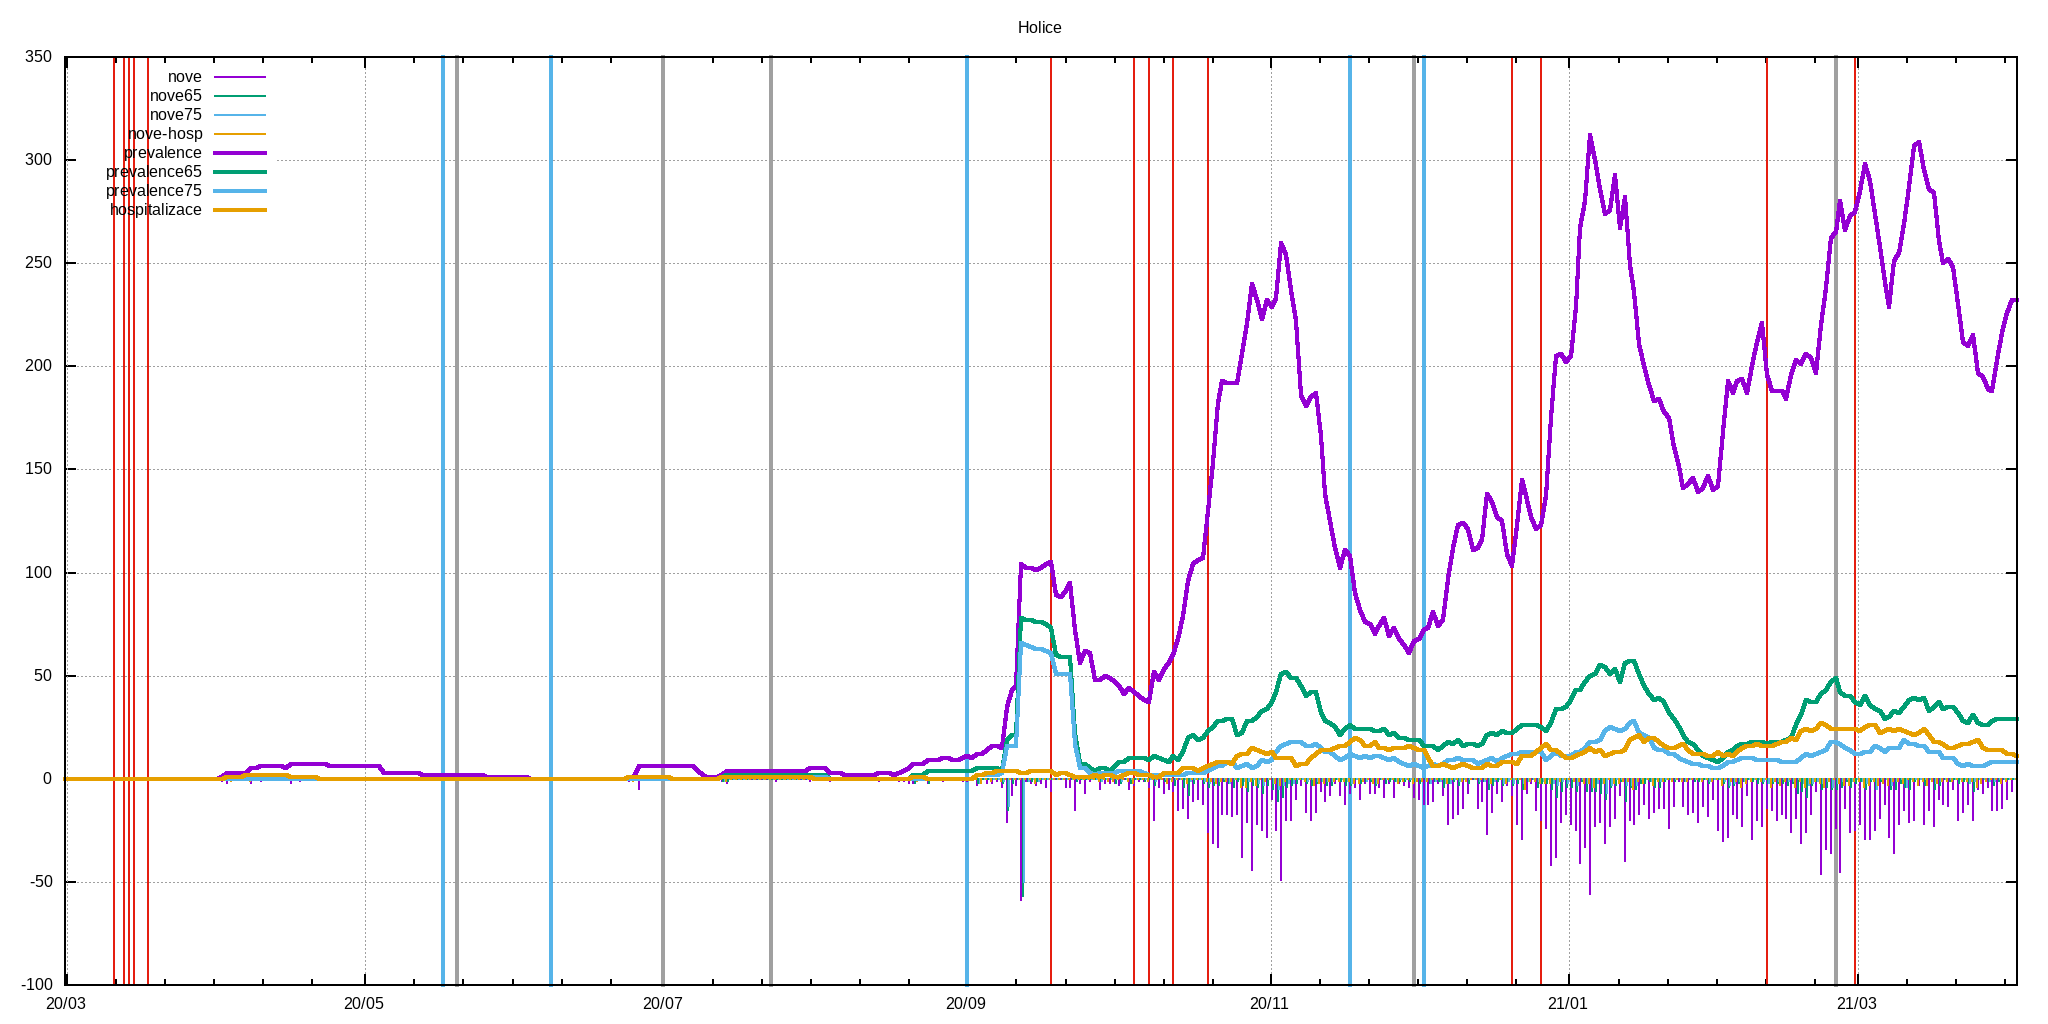 Holice
350
300
250
200
150
100
50
0
-50
-100
nove
nove65
nove75
nove-hosp
prevalence
prevalence65
prevalence75
hospitalizace
20/03
20/05
20/07
20/09
20/11
21/01
21/03